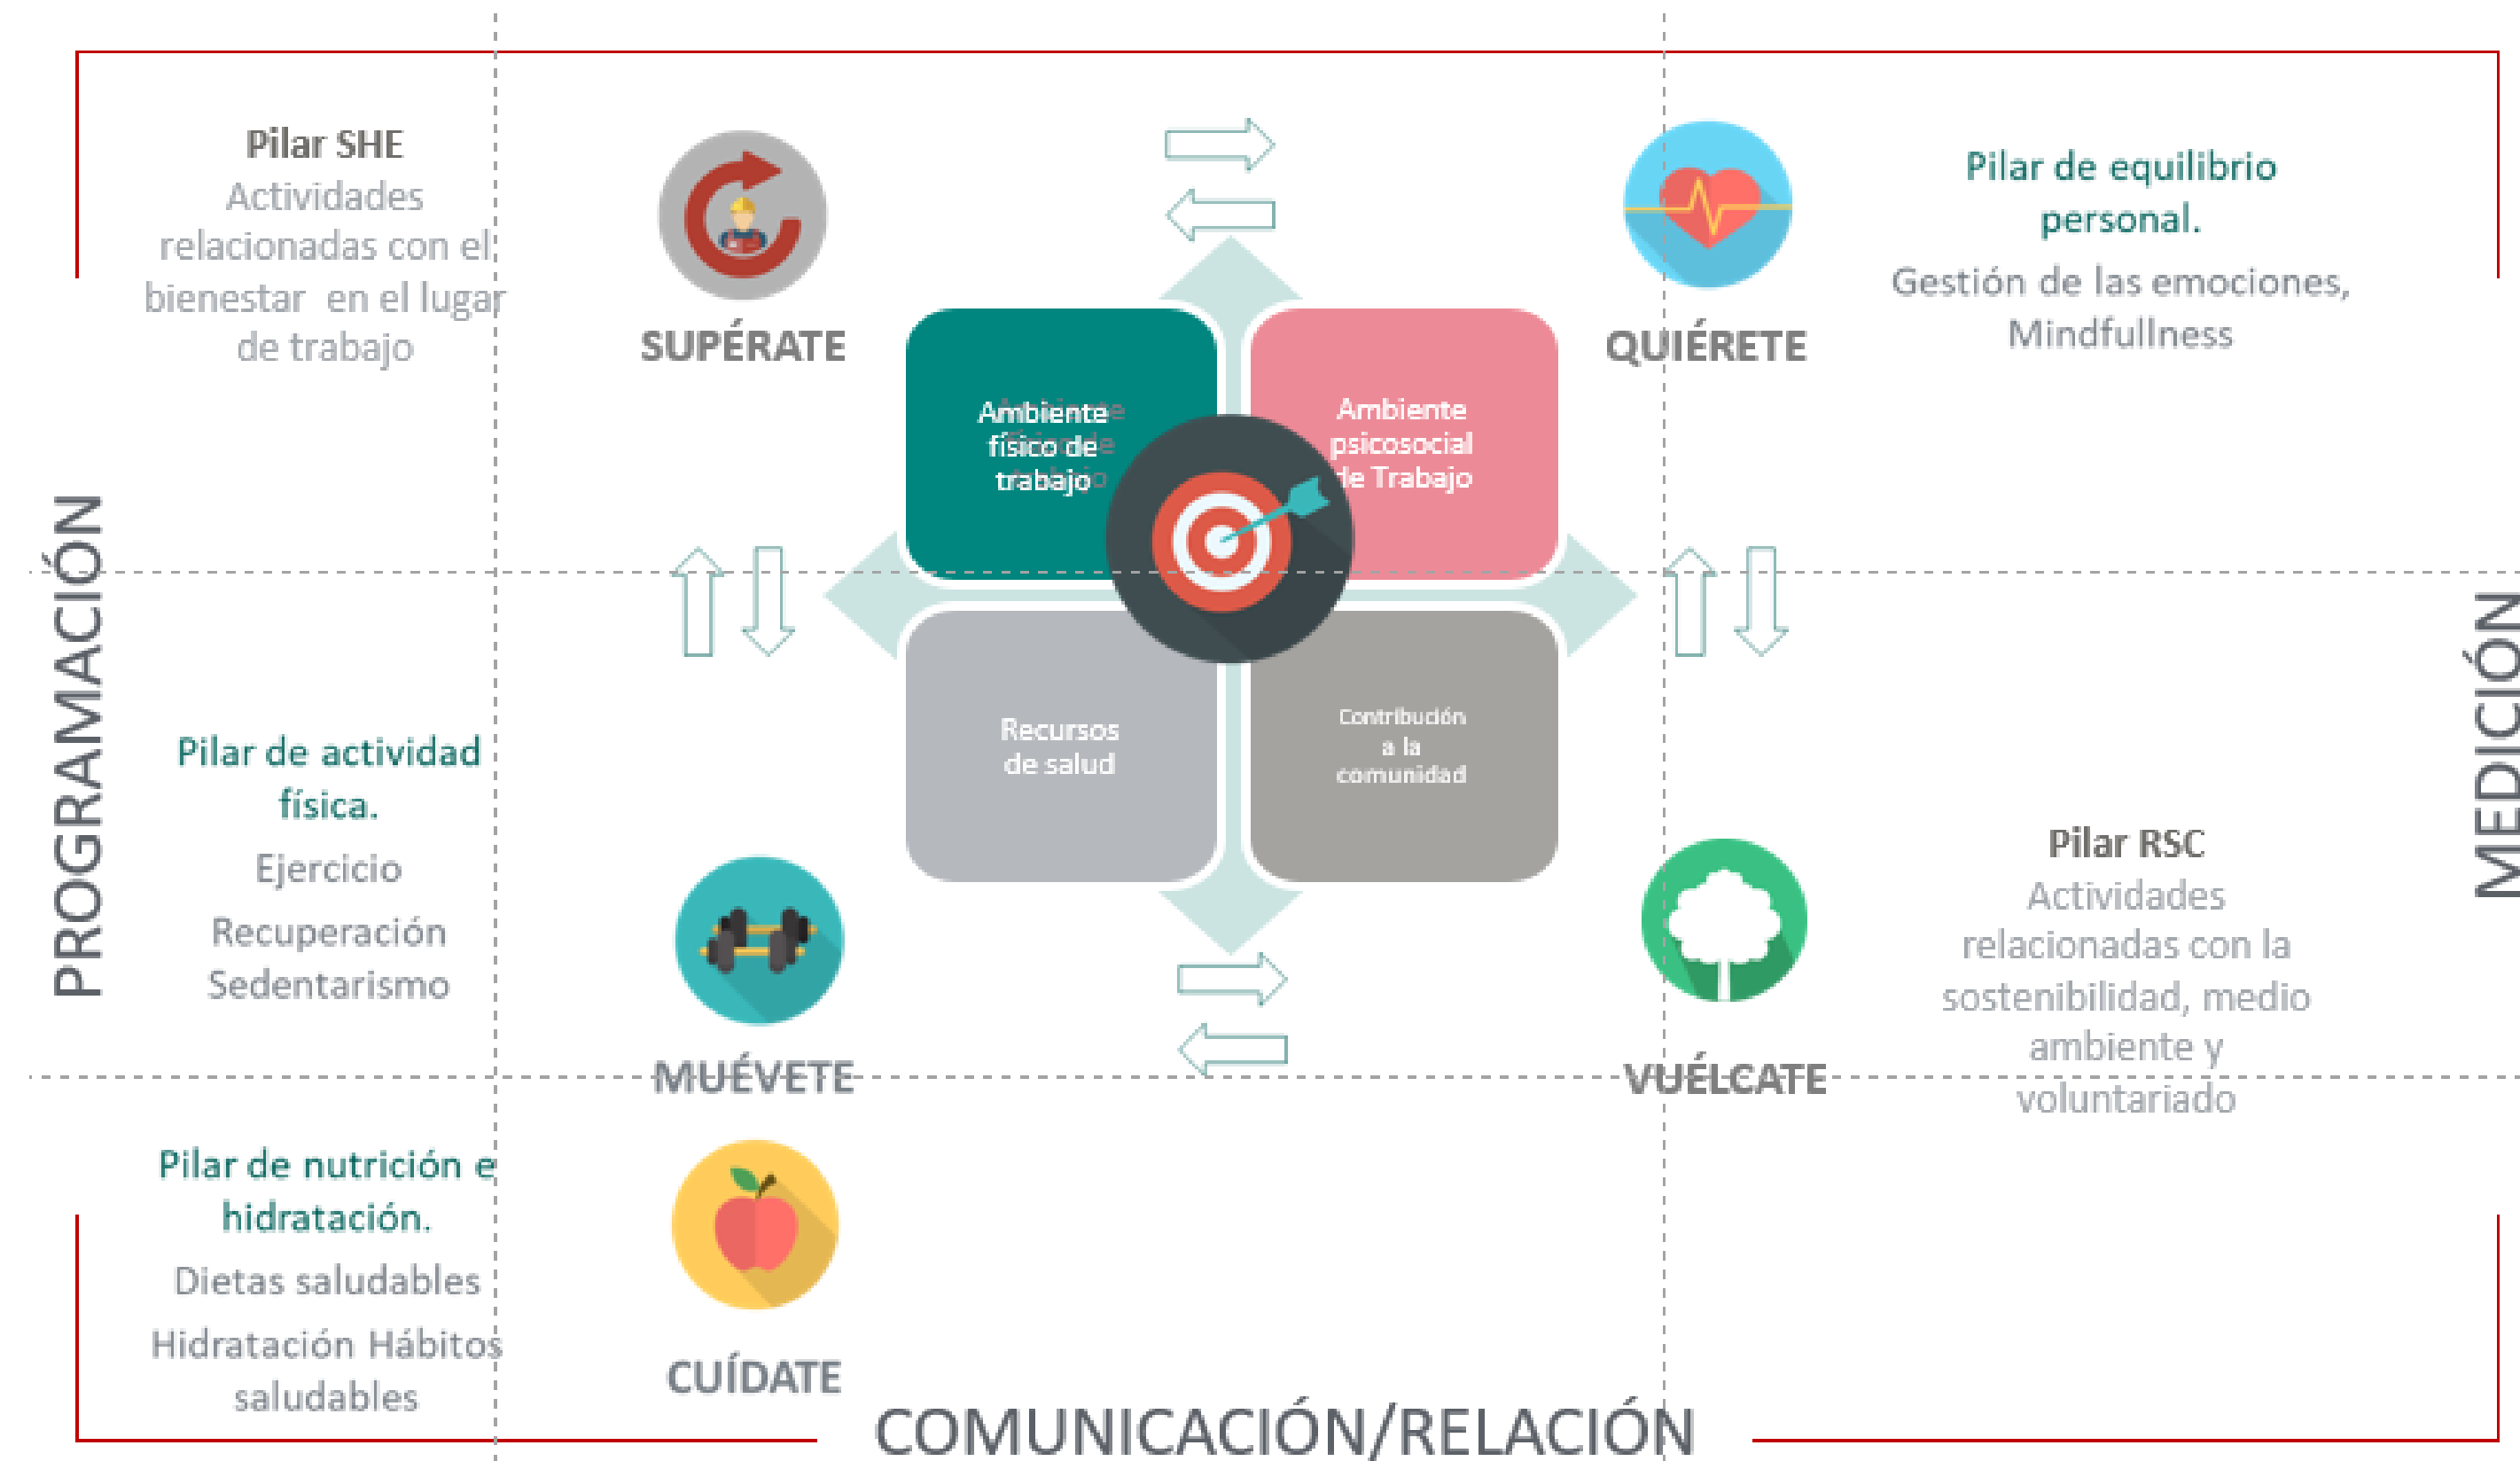 Pilar SHE
Actividades
relacionadas con el
bienestar en el lugar
de trabajo
SUPÉRATE
QUIÉRETE
Pilar de equilibrio
personal.
Gestión de las emociones,
Mindfullness
Ambiente
físico de
trabajo
Ambiente
psicosocial
de Trabajo
PROGRAMACIÓN
MEDICIÓN
Recursos
de salud
Contribución
a la
comunidad
Pilar de actividad
física.
Ejercicio
Recuperación
Sedentarismo
MUÉVETE
VUÉLCATE
Pilar RSC
Actividades
relacionadas con la
sostenibilidad, medio
ambiente y
voluntariado
Pilar de nutrición e
hidratación.
Dietas saludables
Hidratación Hábitos
saludables
CUÍDATE
COMUNICACIÓN/RELACIÓN